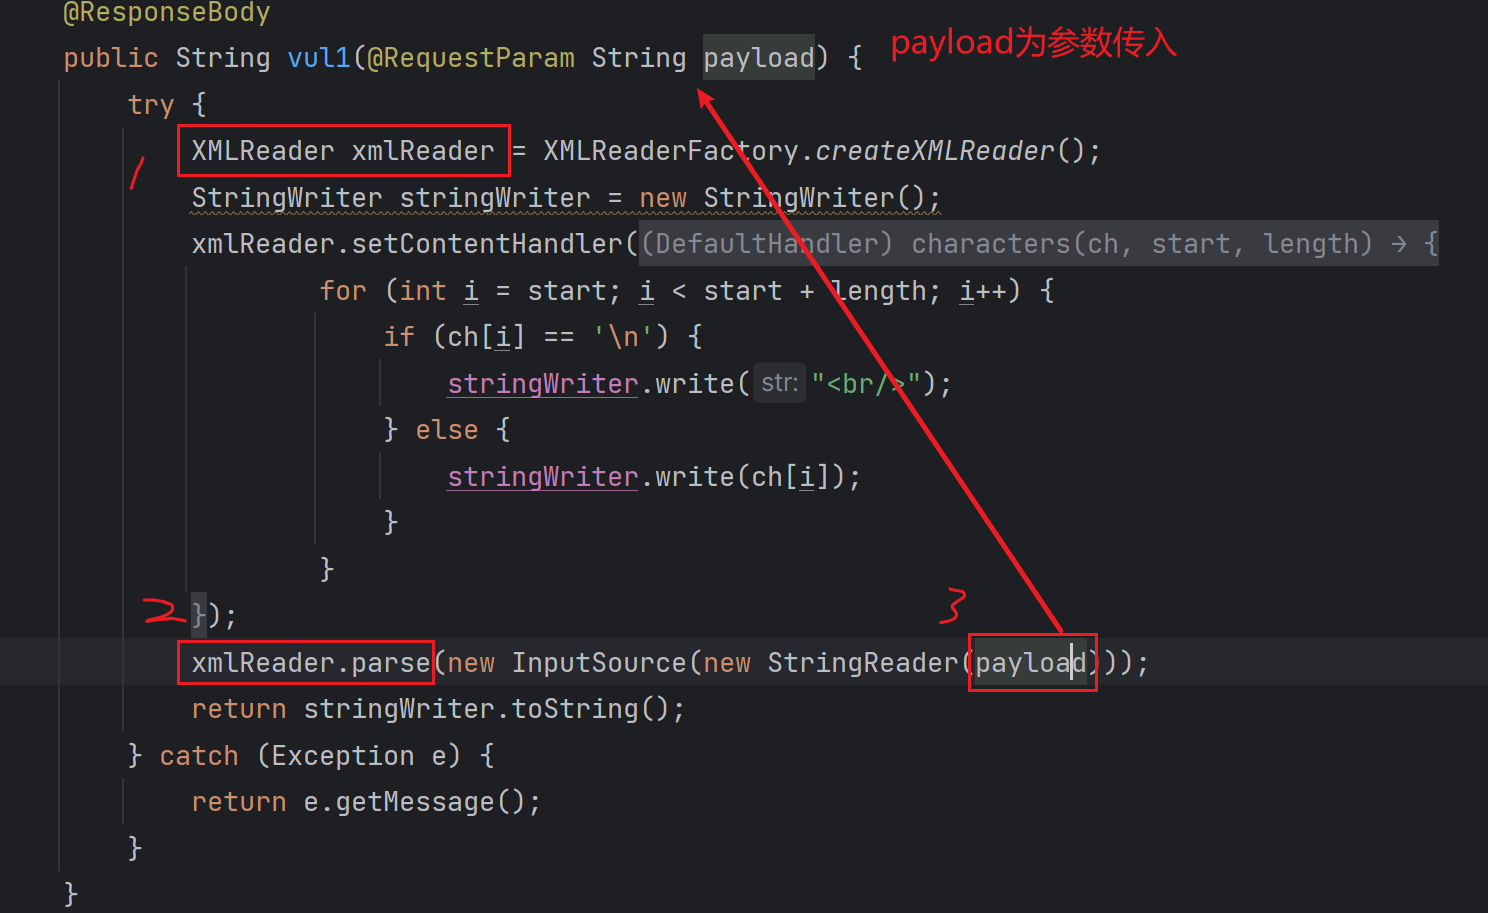 @ResponseBody
public String vul1(@RequestParam String payload) { payload为参数传入
try {
1 XMLReader xmlReader = XMLReaderFactory.createXMLReader();
StringWriter stringWriter = new StringWriter();
xmlReader.setContentHandler((DefaultHandler) characters(ch, start, length) → {
for (int i = start; i < start + length; i++) {
if (ch[i] == '\n') {
stringWriter.write( str: "<br/>");
} else {
stringWriter.write(ch[i]);
}
}
2 }); 3
xmlReader.parse(new InputSource(new StringReader(payload)));
return stringWriter.toString();
} catch (Exception e) {
return e.getMessage();
}
}